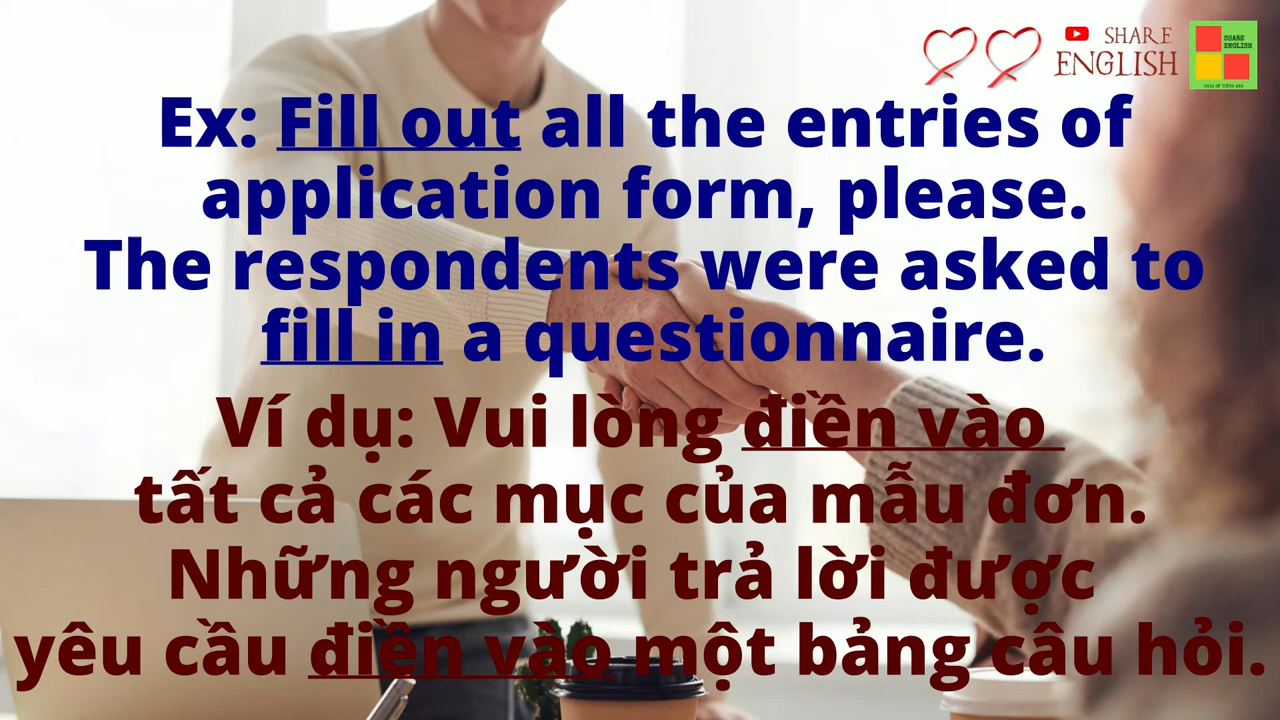 SHARE
ENGLISH
SHARE
ENGLISH
Ex: Fill out all the entries of
application form, please.
The respondents were asked to
fill in a questionnaire.
Ví dụ: Vui lòng điền vào
tất cả các mục của mẫu đơn.
Những người trả lời được
yêu cầu điền vào một bảng câu hỏi.